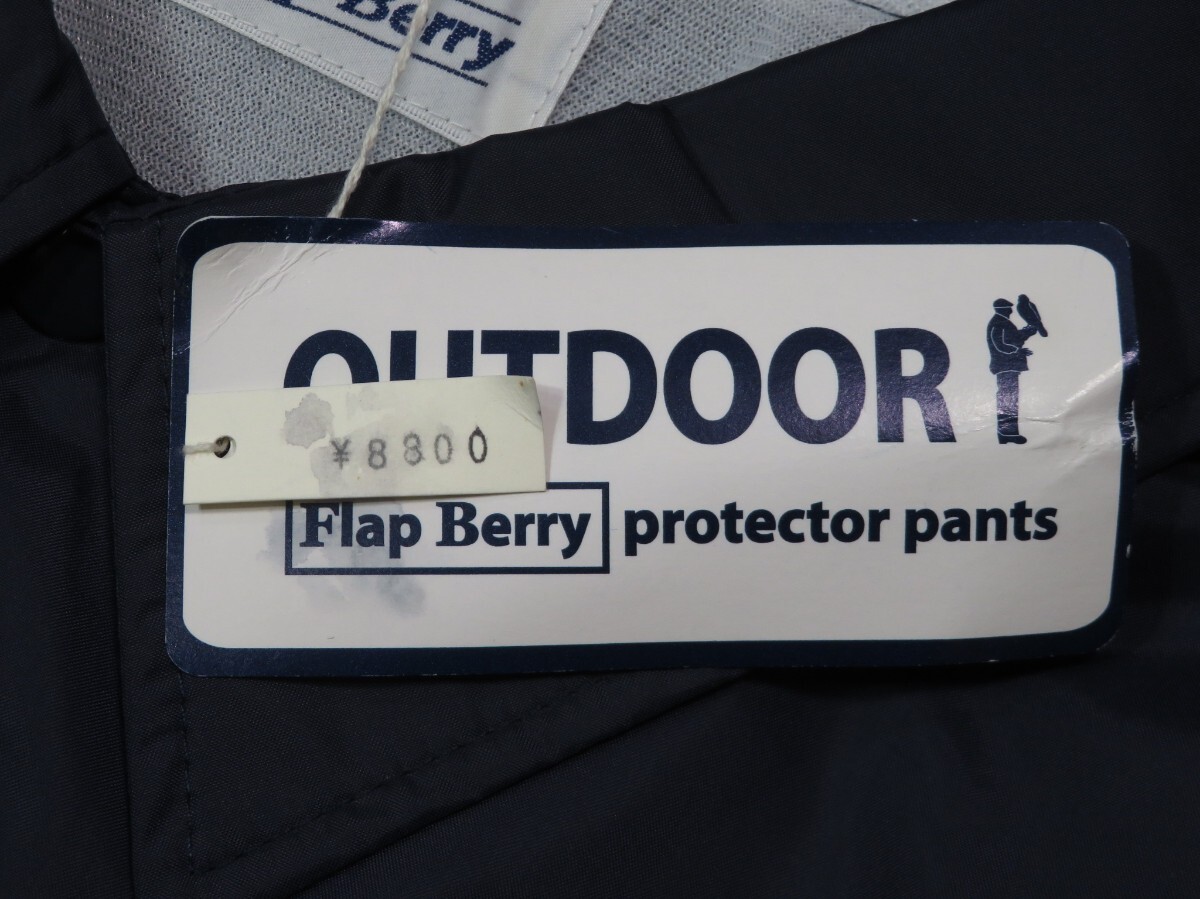 Berry
OUTDOOR
¥8800
Flap Berry protector pants